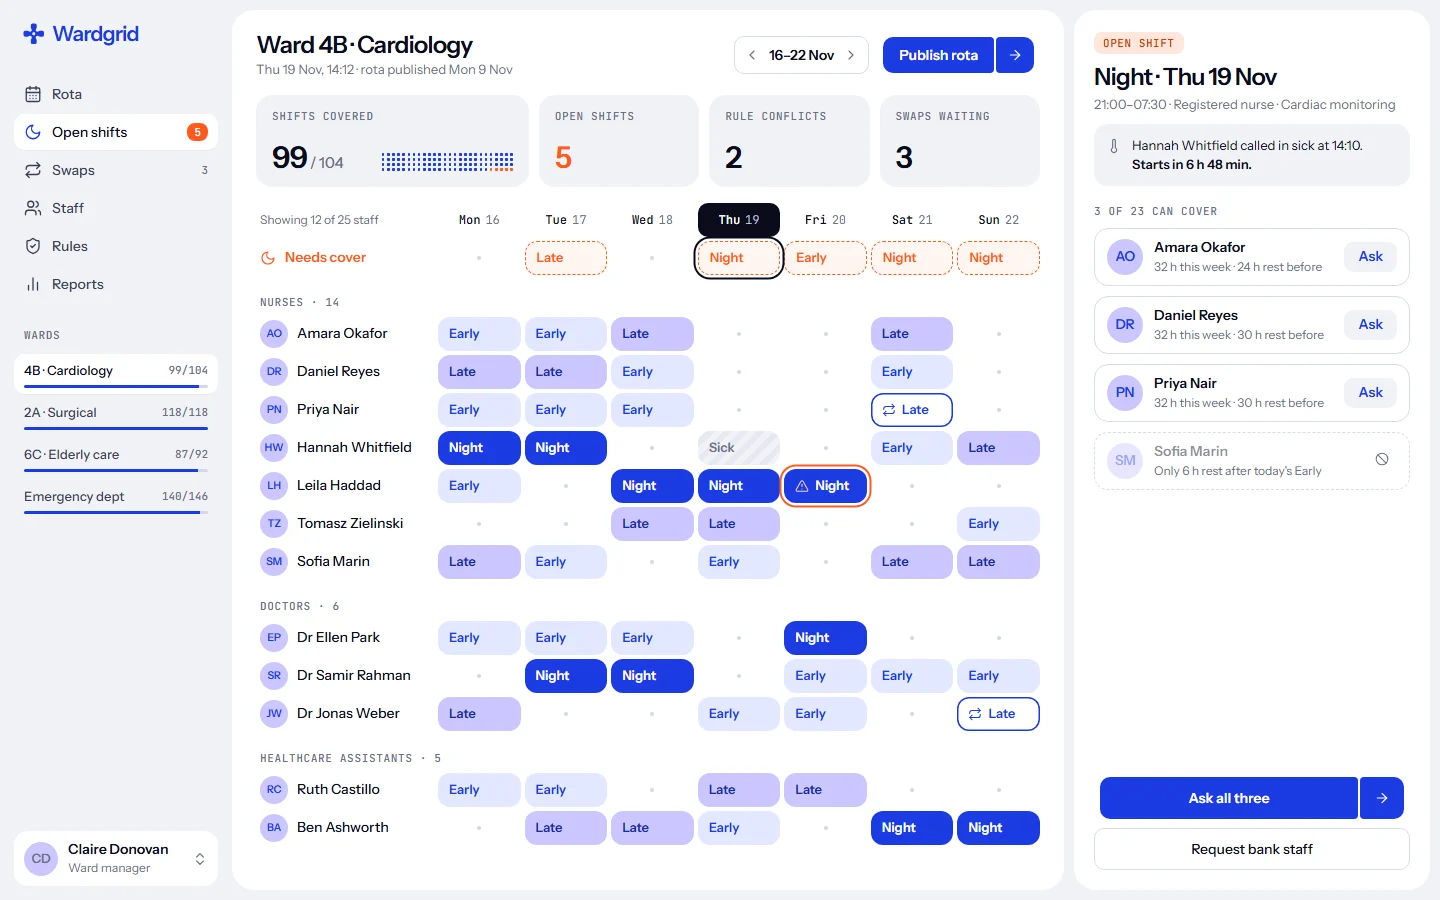 Wardgrid
Rota
Open shifts 5
Swaps 3
Staff
Rules
Reports
WARDS
4B · Cardiology 99/104
2A · Surgical 118/118
6C · Elderly care 87/92
Emergency dept 140/146
CD Claire Donovan
Ward manager
Ward 4B · Cardiology
Thu 19 Nov, 14:12 · rota published Mon 9 Nov
16–22 Nov
Publish rota
SHIFTS COVERED
99 / 104
OPEN SHIFTS
5
RULE CONFLICTS
2
SWAPS WAITING
3
Showing 12 of 25 staff Mon 16 Tue 17 Wed 18 Thu 19 Fri 20 Sat 21 Sun 22
Needs cover Late Night Early Night Night
NURSES · 14
AO Amara Okafor Early Early Late Late
DR Daniel Reyes Late Late Early Early
PN Priya Nair Early Early Early Late
HW Hannah Whitfield Night Night Sick Early Late
LH Leila Haddad Early Night Night Night
TZ Tomasz Zielinski Late Late Early
SM Sofia Marin Late Early Early Late Late
DOCTORS · 6
EP Dr Ellen Park Early Early Early Night
SR Dr Samir Rahman Night Night Early Early Early
JW Dr Jonas Weber Late Early Early Late
HEALTHCARE ASSISTANTS · 5
RC Ruth Castillo Early Early Late Late
BA Ben Ashworth Late Late Early Night Night
OPEN SHIFT
Night · Thu 19 Nov
21:00–07:30 · Registered nurse · Cardiac monitoring
Hannah Whitfield called in sick at 14:10.
Starts in 6 h 48 min.
3 OF 23 CAN COVER
AO Amara Okafor
32 h this week · 24 h rest before
Ask
DR Daniel Reyes
32 h this week · 30 h rest before
Ask
PN Priya Nair
32 h this week · 30 h rest before
Ask
SM Sofia Marin
Only 6 h rest after today's Early
Ask all three
Request bank staff